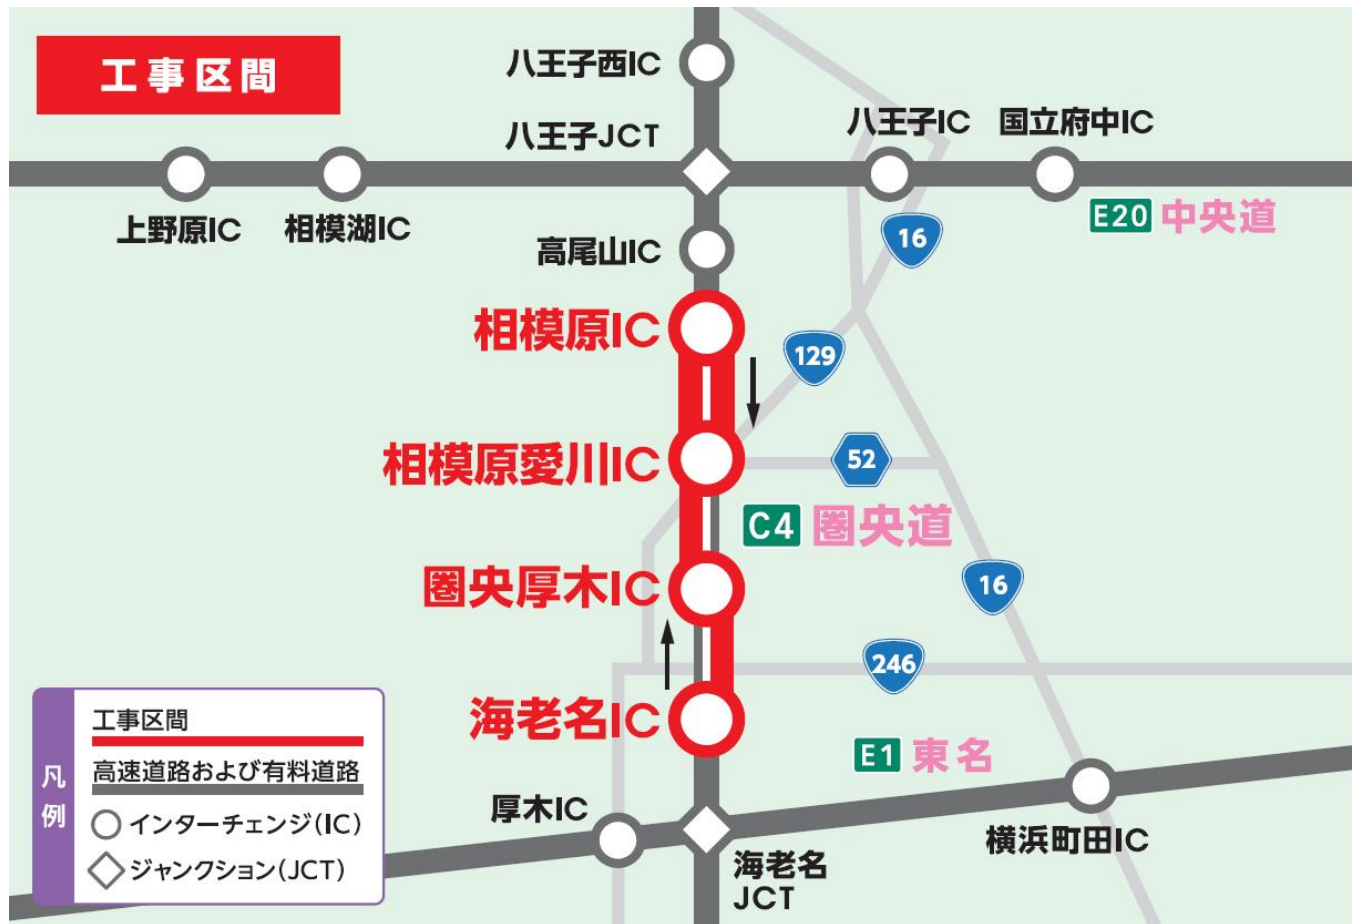 工事区間
八王子西IC
八王子JCT
八王子IC
国立府中IC
上野原IC
相模湖IC
E20 中央道
16
高尾山IC
相模原IC
129
相模原愛川IC
52
C4 圏央道
圏央厚木IC
16
246
海老名IC
E1 東名
厚木IC
海老名
JCT
横浜町田IC
凡例
工事区間
高速道路および有料道路
インターチェンジ(IC)
ジャンクション(JCT)